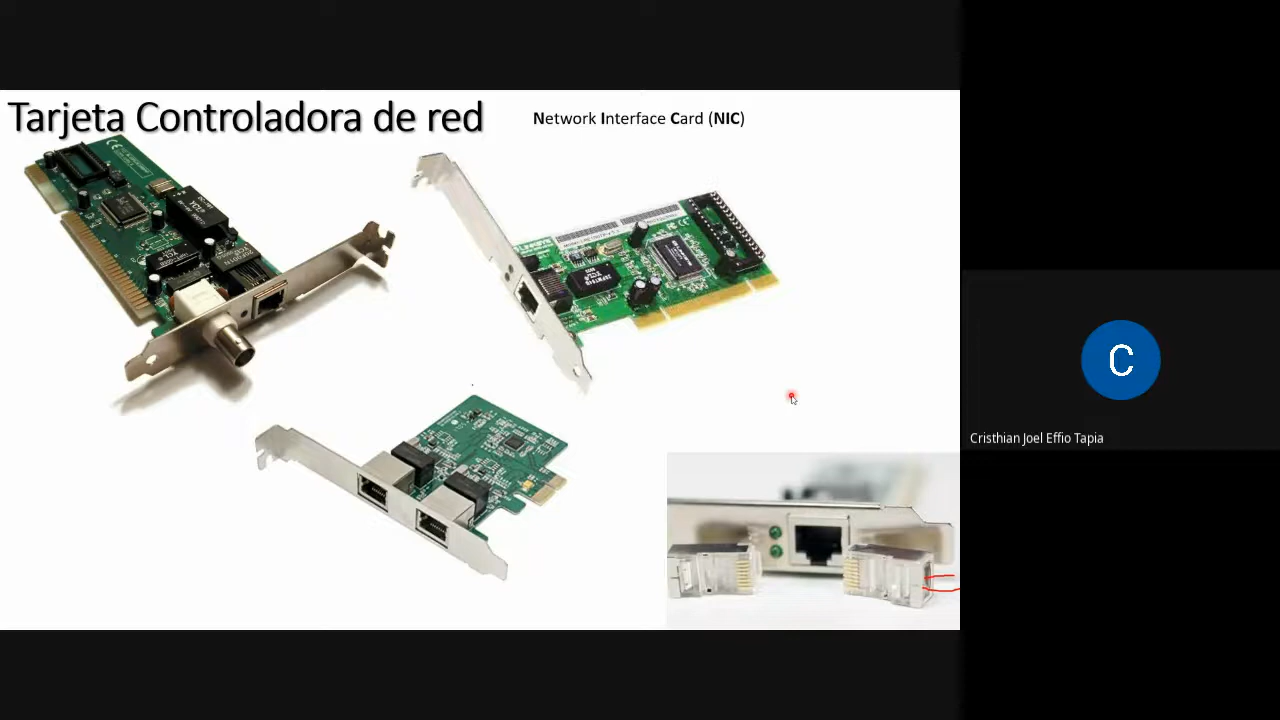 Tarjeta Controladora de red
Network Interface Card (NIC)
C
Cristhian Joel Effio Tapia